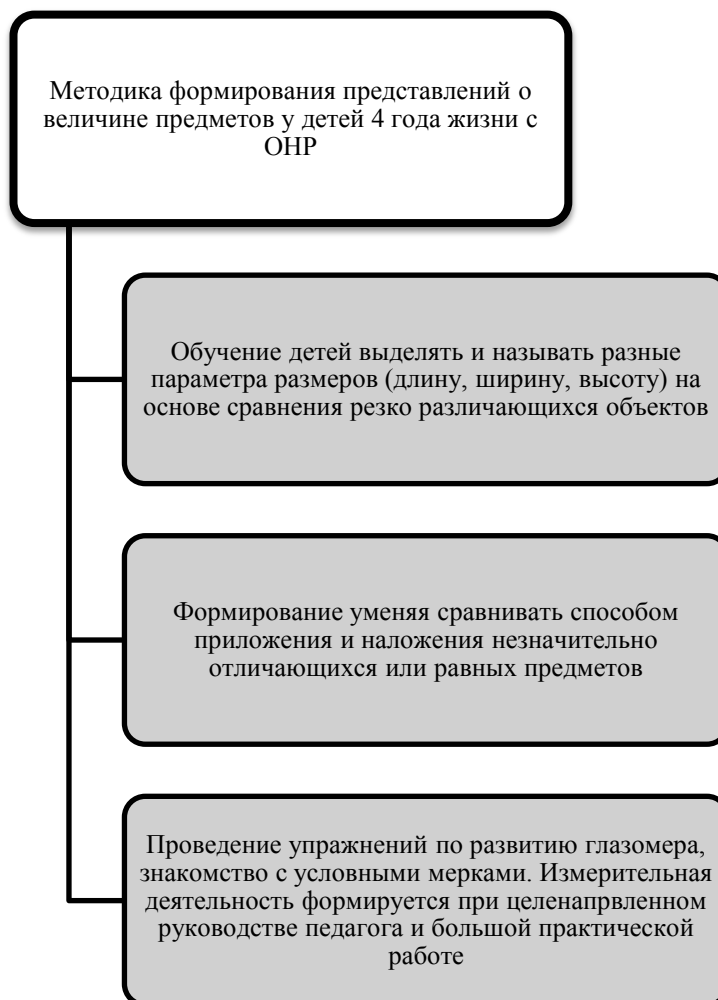 Методика формирования представлений о
величине предметов у детей 4 года жизни с
ОНР
Обучение детей выделять и называть разные
параметра размеров (длину, ширину, высоту) на
основе сравнения резко различающихся объектов
Формирование уменяя сравнивать способом
приложения и наложения незначительно
отличающихся или равных предметов
Проведение упражнений по развитию глазомера,
знакомство с условными мерками. Измерительная
деятельность формируется при целенапрвленном
руководстве педагога и большой практической
работе